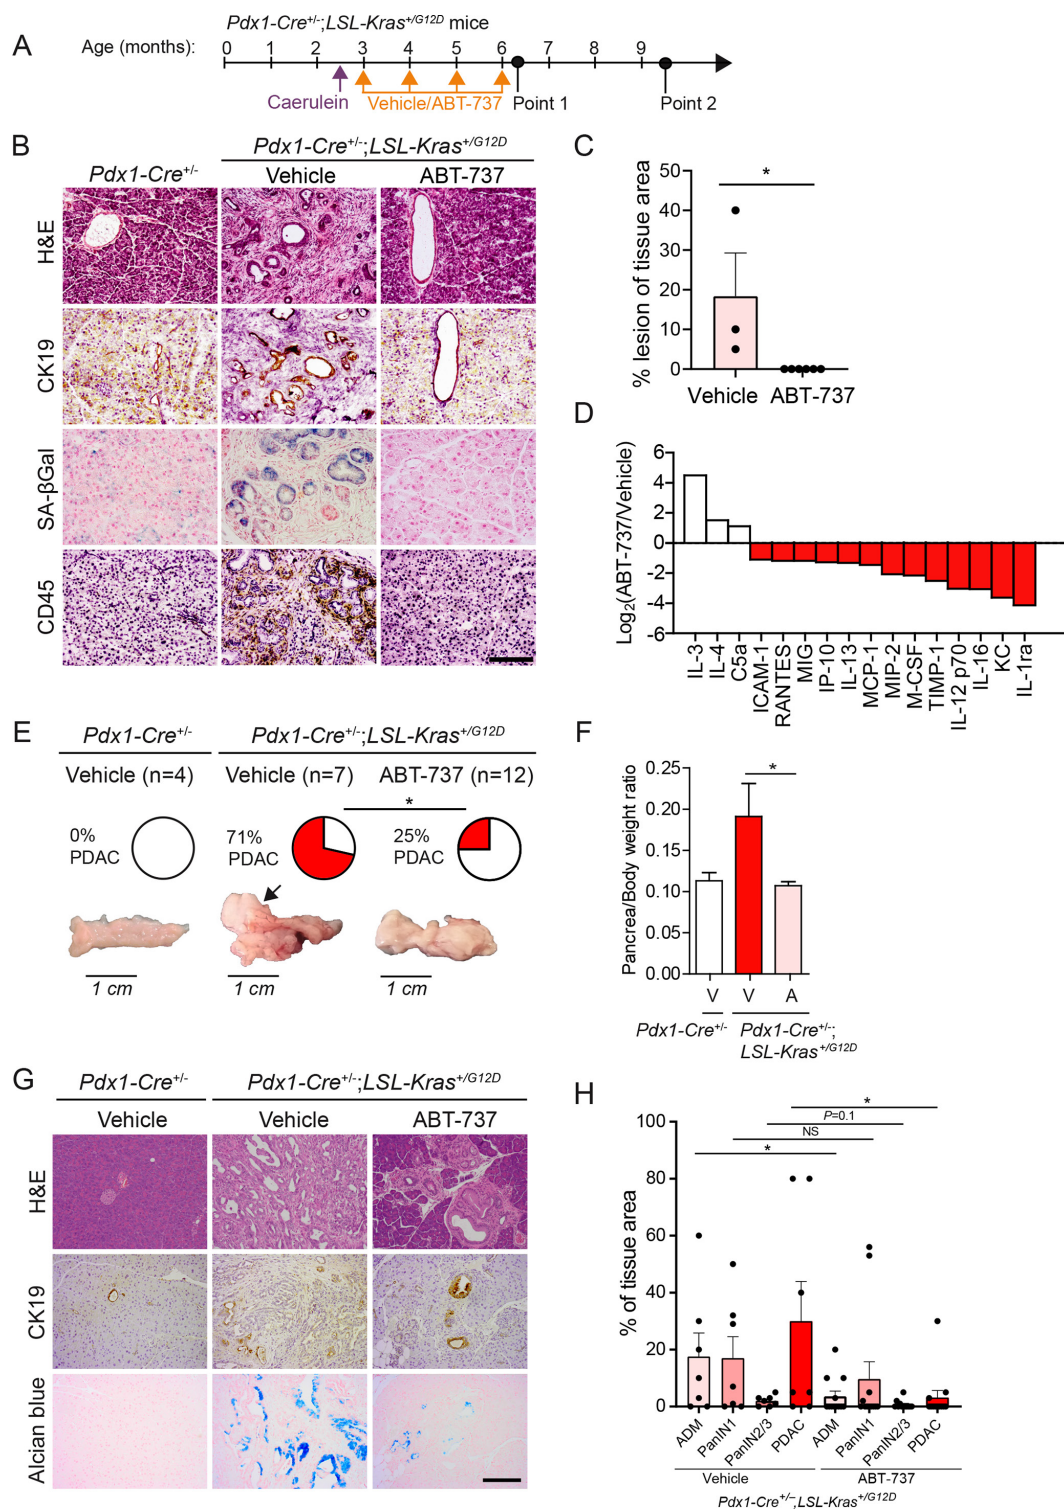 A
Pdx1-Cre+/-;LSL-Kras+/G12D mice
Age (months):
0 1 2 3 4 5 6 7 8 9
Caerulein
Vehicle/ABT-737
Point 1
Point 2
B
Pdx1-Cre+/-
Pdx1-Cre+/-;LSL-Kras+/G12D
Vehicle
ABT-737
H&E
CK19
SA-βGal
CD45
C
% lesion of tissue area
50
40
30
20
10
0
*
Vehicle
ABT-737
D
Log2(ABT-737/Vehicle)
6
4
2
0
-2
-4
-6
IL-3
IL-4
C5a
ICAM-1
RANTES
MIG
IP-10
IL-13
MCP-1
MIP-2
M-CSF
TIMP-1
IL-12 p70
IL-16
KC
IL-1ra
E
Pdx1-Cre+/-
Pdx1-Cre+/-;LSL-Kras+/G12D
Vehicle (n=4)
Vehicle (n=7)
ABT-737 (n=12)
*
0%
PDAC
71%
PDAC
25%
PDAC
1 cm
1 cm
1 cm
F
Pancrea/Body weight ratio
0.25
0.20
0.15
0.10
0.05
0.00
*
V
V
A
Pdx1-Cre+/-
Pdx1-Cre+/-;
LSL-Kras+/G12D
G
Pdx1-Cre+/-
Pdx1-Cre+/-;LSL-Kras+/G12D
Vehicle
Vehicle
ABT-737
H&E
CK19
Alcian blue
H
% of tissue area
100
80
60
40
20
0
*
P=0.1
NS
*
ADM
PanIN1
PanIN2/3
PDAC
ADM
PanIN1
PanIN2/3
PDAC
Vehicle
ABT-737
Pdx1-Cre+/–;LSL-Kras+/G12D